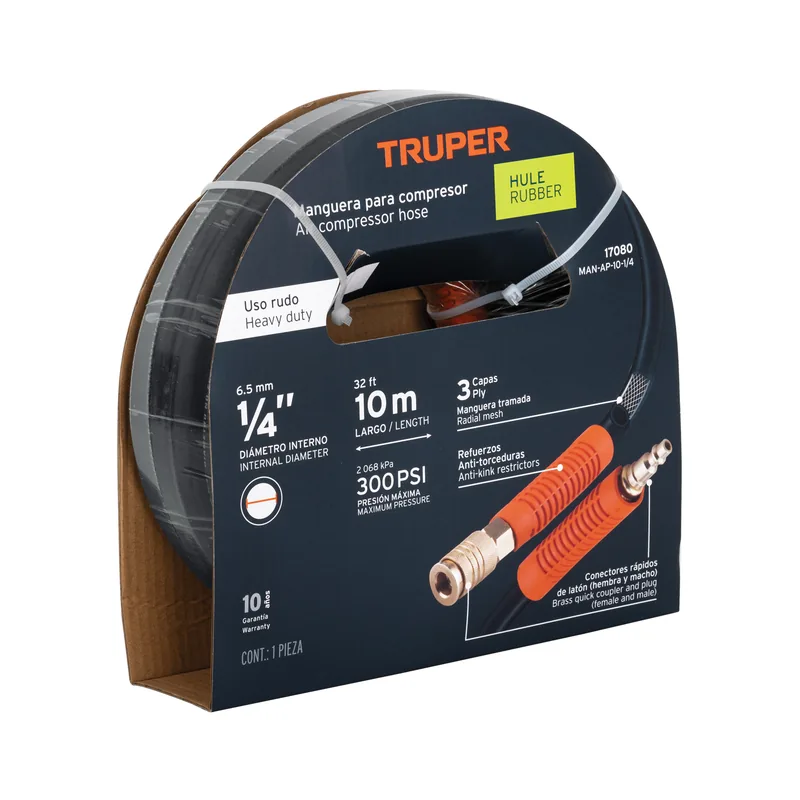 TRUPER
HULE
RUBBER
Manguera para compresor
Air compressor hose
17080
MAN-AP-10-1/4
Uso rudo
Heavy duty
6.5 mm
1/4"
DIÁMETRO INTERNO
INTERNAL DIAMETER
32 ft
10 m
LARGO / LENGTH
2 068 kPa
300 PSI
PRESIÓN MÁXIMA
MAXIMUM PRESSURE
3 Capas
Ply
Manguera tramada
Radial mesh
Refuerzos
Anti-torceduras
Anti-kink restrictors
Conectores rápidos
de latón (hembra y macho)
Brass quick coupler and plug
(female and male)
10 años
Garantía
Warranty
CONT.: 1 PIEZA